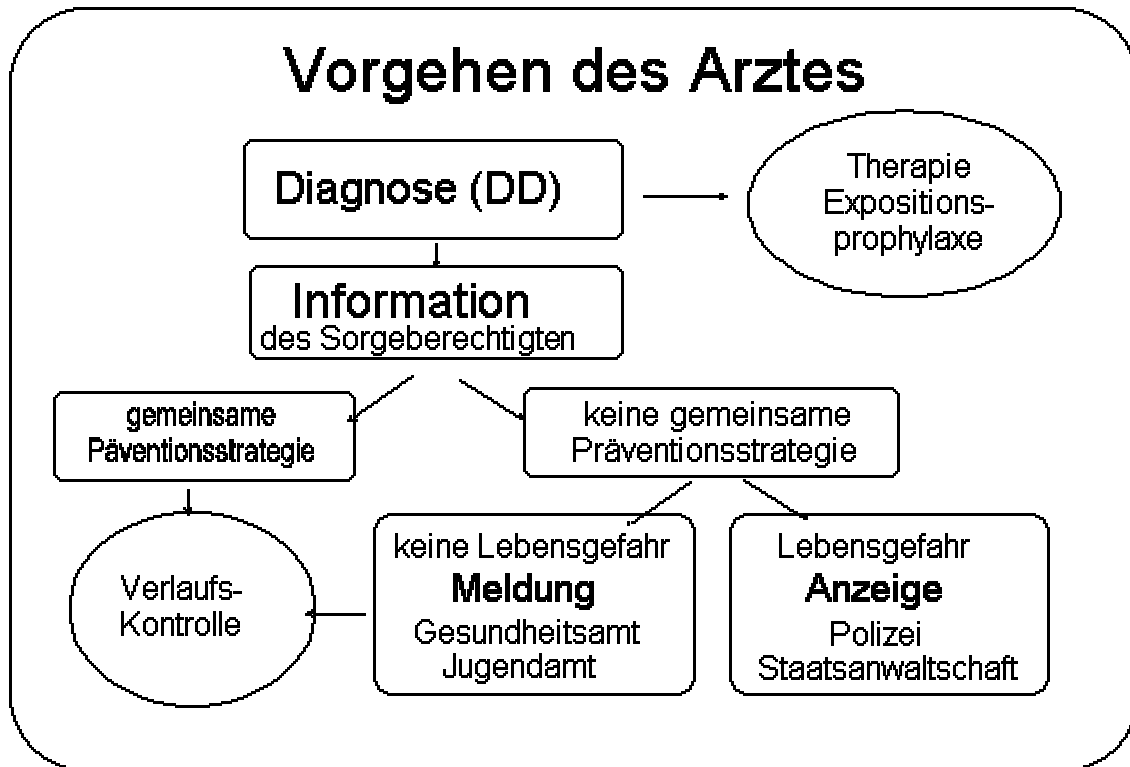 Vorgehen des Arztes
Diagnose (DD)
Therapie
Expositions-
prophylaxe
Information
des Sorgeberechtigten
gemeinsame
Päventionsstrategie
keine gemeinsame
Präventionsstrategie
Verlaufs-
Kontrolle
keine Lebensgefahr
Meldung
Gesundheitsamt
Jugendamt
Lebensgefahr
Anzeige
Polizei
Staatsanwaltschaft